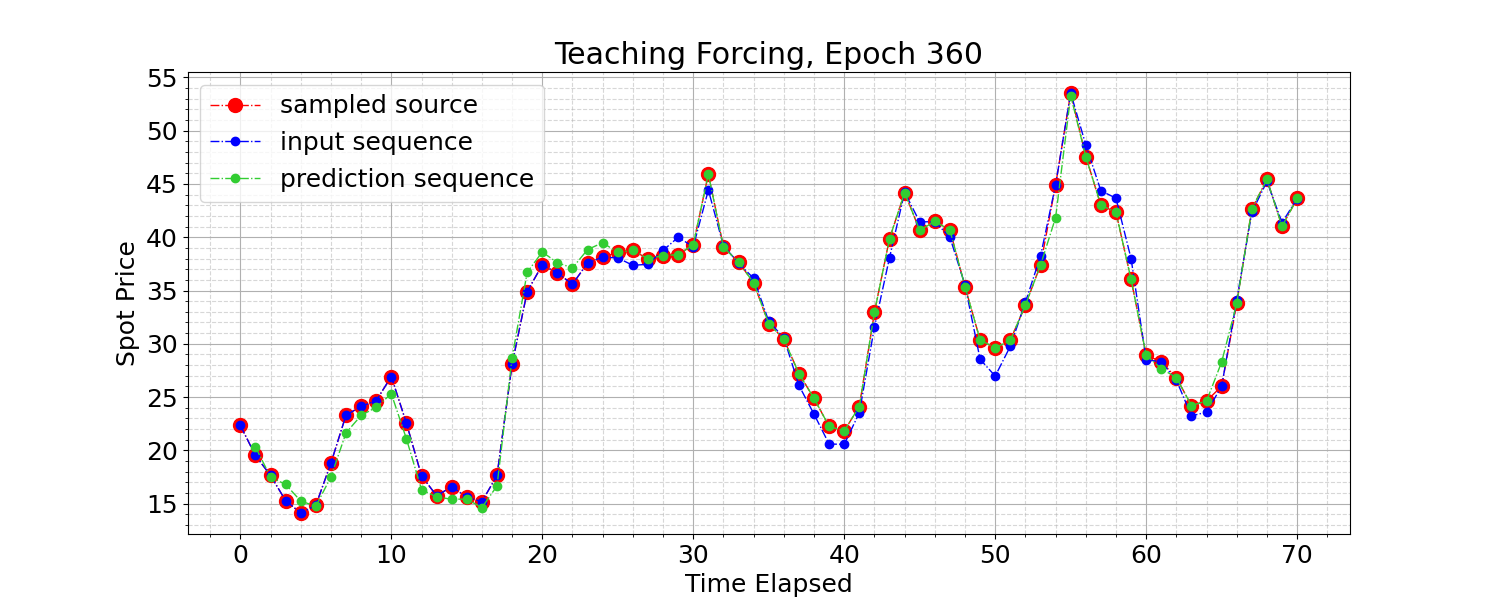 Teaching Forcing, Epoch 360
55
50
45
40
35
30
25
20
15
Spot Price
sampled source
input sequence
prediction sequence
0 10 20 30 40 50 60 70
Time Elapsed